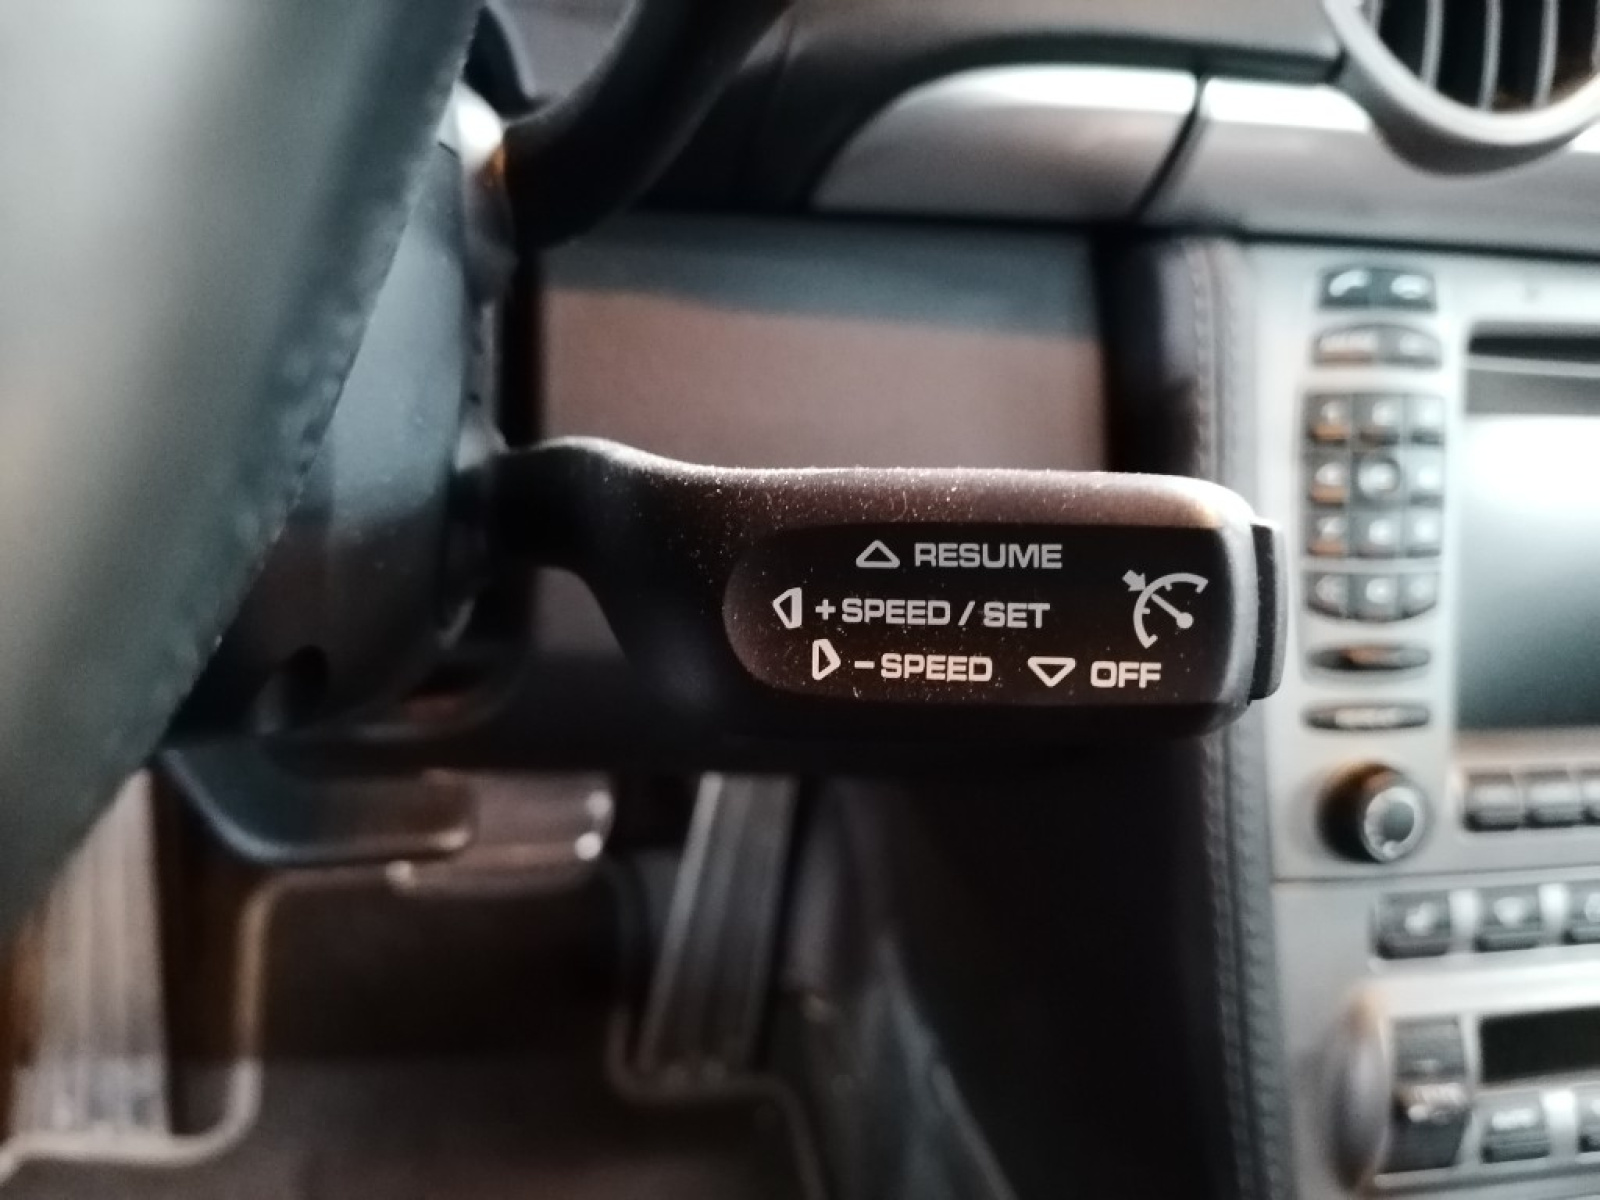 RESUME
+SPEED / SET
-SPEED OFF